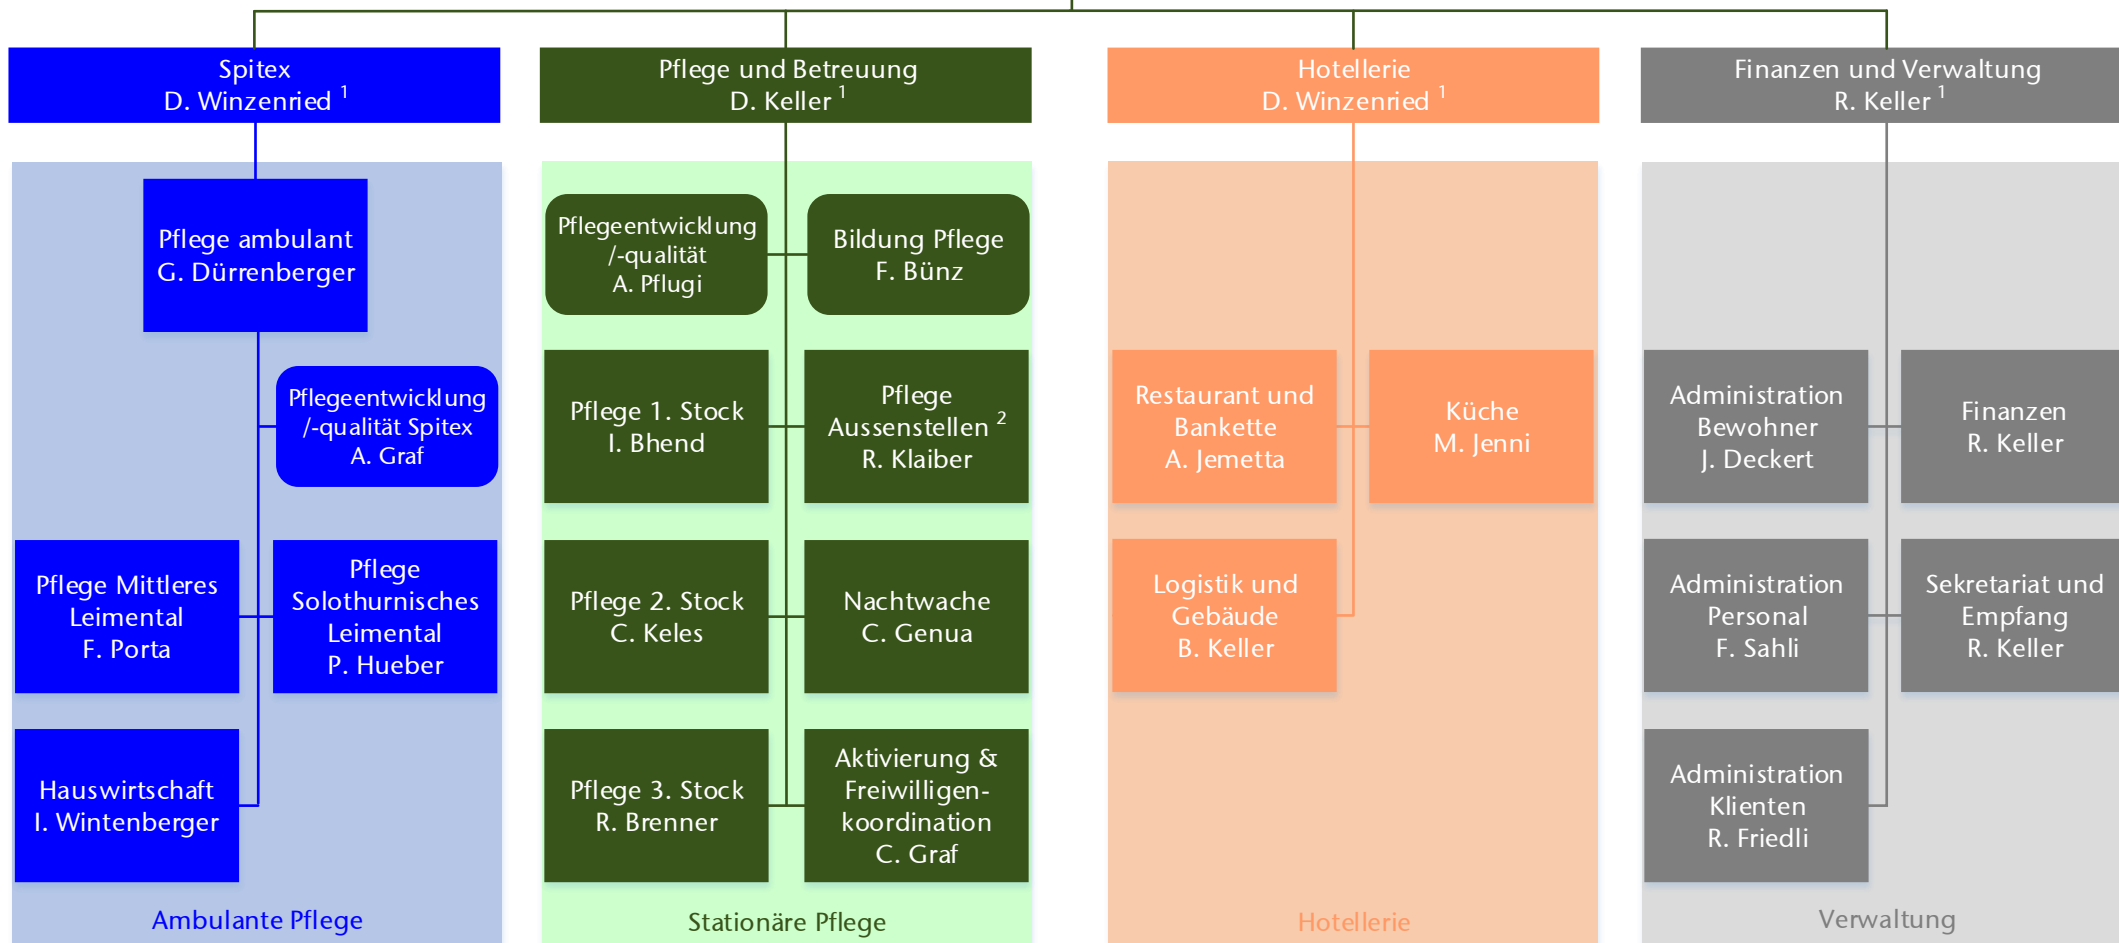 Spitex
D. Winzenried ¹
Pflege und Betreuung
D. Keller ¹
Hotellerie
D. Winzenried ¹
Finanzen und Verwaltung
R. Keller ¹
Pflege ambulant
G. Dürrenberger
Pflegeentwicklung
/-qualität Spitex
A. Graf
Pflege Mittleres
Leimental
F. Porta
Pflege
Solothurnisches
Leimental
P. Hueber
Hauswirtschaft
I. Wintenberger
Ambulante Pflege
Pflegeentwicklung
/-qualität
A. Pflugi
Bildung Pflege
F. Bünz
Pflege 1. Stock
I. Bhend
Pflege
Aussenstellen ²
R. Klaiber
Pflege 2. Stock
C. Keles
Nachtwache
C. Genua
Pflege 3. Stock
R. Brenner
Aktivierung &
Freiwilligen-
koordination
C. Graf
Stationäre Pflege
Restaurant und
Bankette
A. Jemetta
Küche
M. Jenni
Logistik und
Gebäude
B. Keller
Hotellerie
Administration
Bewohner
J. Deckert
Finanzen
R. Keller
Administration
Personal
F. Sahli
Sekretariat und
Empfang
R. Keller
Administration
Klienten
R. Friedli
Verwaltung